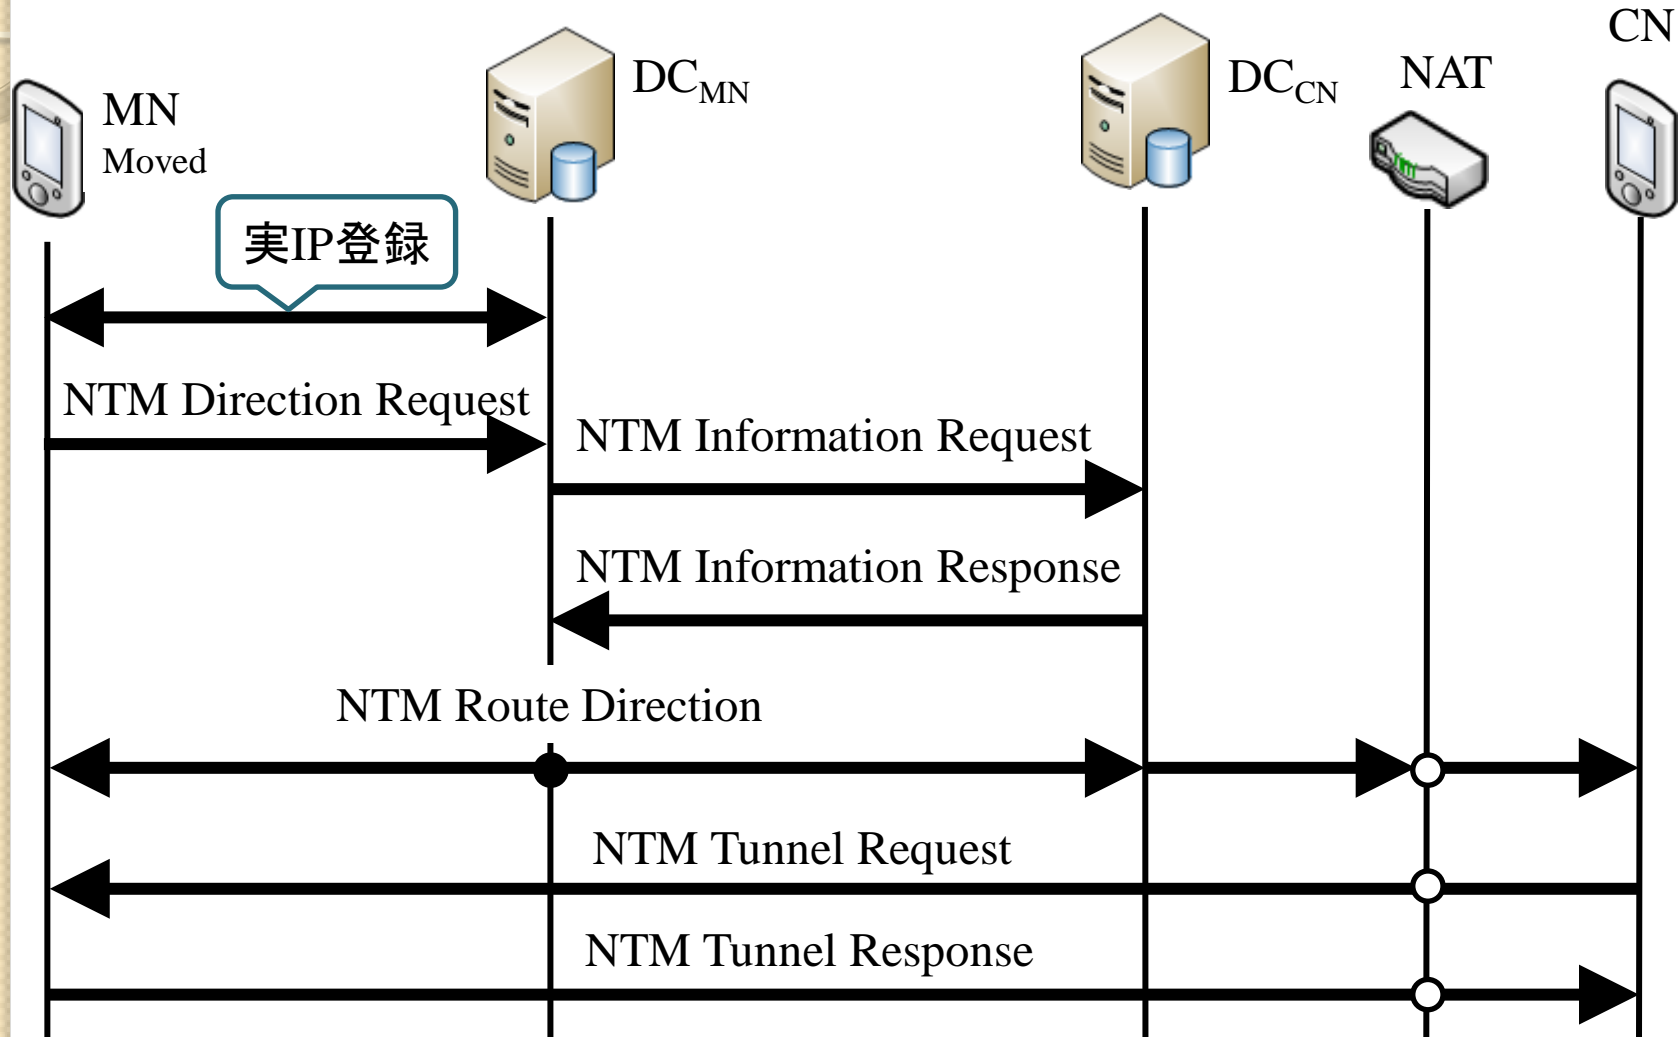 CN
DCMN
DCCN
NAT
MN
Moved
実IP登録
NTM Direction Request
NTM Information Request
NTM Information Response
NTM Route Direction
NTM Tunnel Request
NTM Tunnel Response